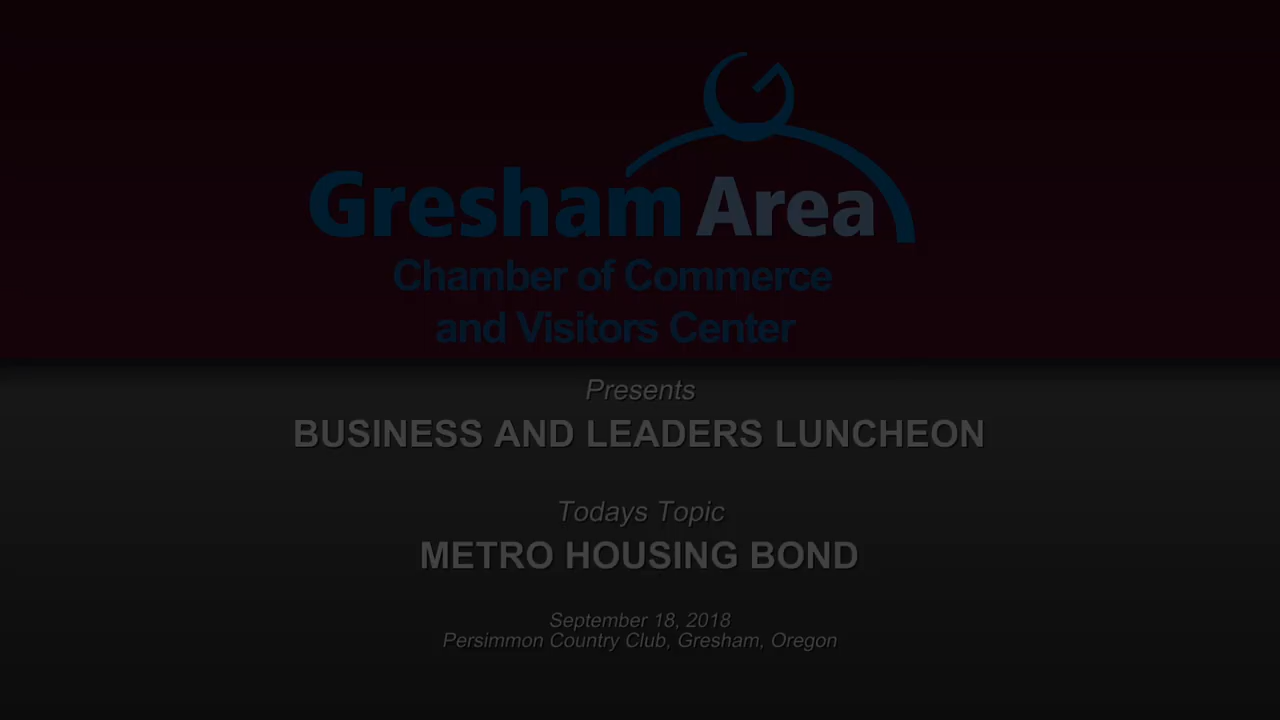 Gresham Area
Chamber of Commerce
and Visitors Center
Presents
BUSINESS AND LEADERS LUNCHEON
Todays Topic
METRO HOUSING BOND
September 18, 2018
Persimmon Country Club, Gresham, Oregon